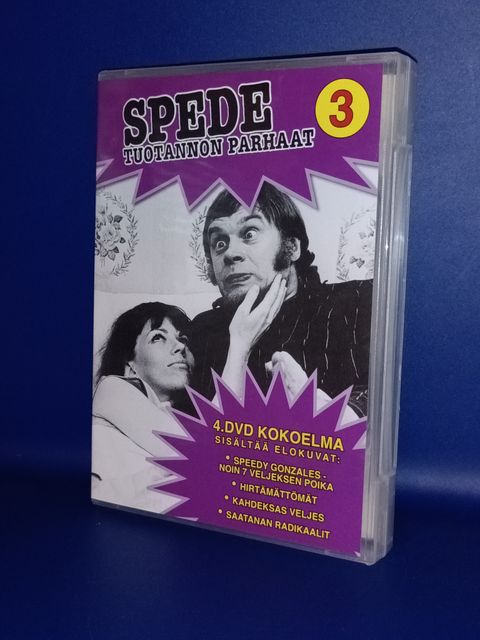 SPEDE
3
TUOTANNON PARHAAT
4.DVD KOKOELMA
SISÄLTÄÄ ELOKUVAT:
• SPEEDY GONZALES -
NOIN 7 VELJEKSEN POIKA
• HIRTÄMÄTTÖMÄT
• KAHDEKSAS VELJES
• SAATANAN RADIKAALIT